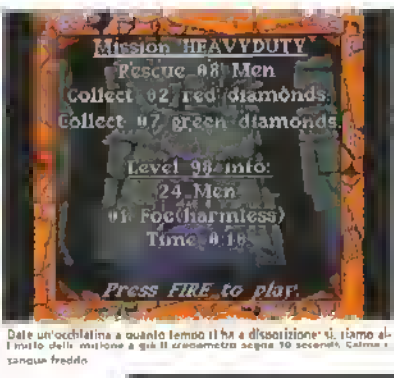 Mission HEAVYDUTY
Rescue 08 Men
Collect 02 red diamonds.
Collect 07 green diamonds.
Level 98 info:
24 Men
01 Foe(harmless)
Time 0:10
Press FIRE to play.
Date un'occhiatina a quanto tempo si ha a disposizione: sì, siamo al-
l'inizio della missione e già il cronometro segna 10 secondi. Calma e
sangue freddo